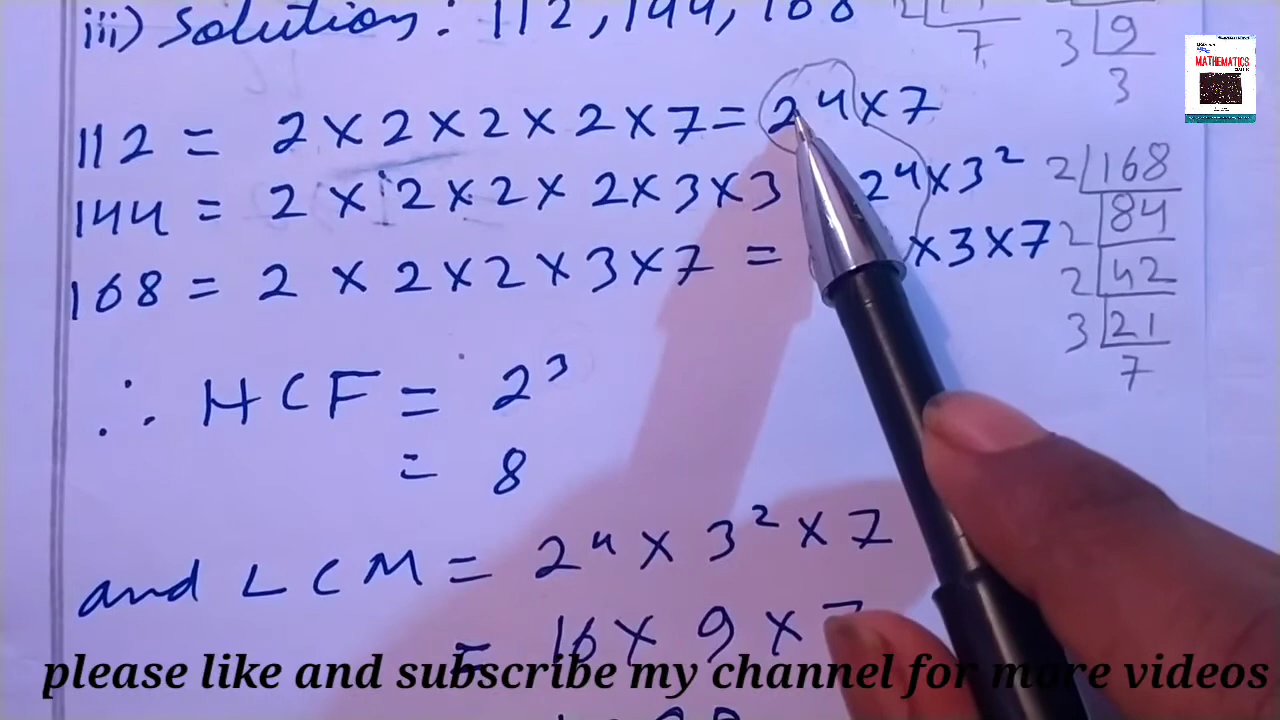 iii) Solution: 112, 144, 168
7
3 9
3
112 = 2 × 2 × 2 × 2 × 7 = 2⁴ × 7
144 = 2 × 2 × 2 × 2 × 3 × 3 2⁴ × 3²
168 = 2 × 2 × 2 × 3 × 7 = × 3 × 7
2 168
2 84
2 42
3 21
7
∴ HCF = 2³
= 8
and LCM = 2⁴ × 3² × 7
= 16 × 9 × 7
MATHEMATICS
please like and subscribe my channel for more videos